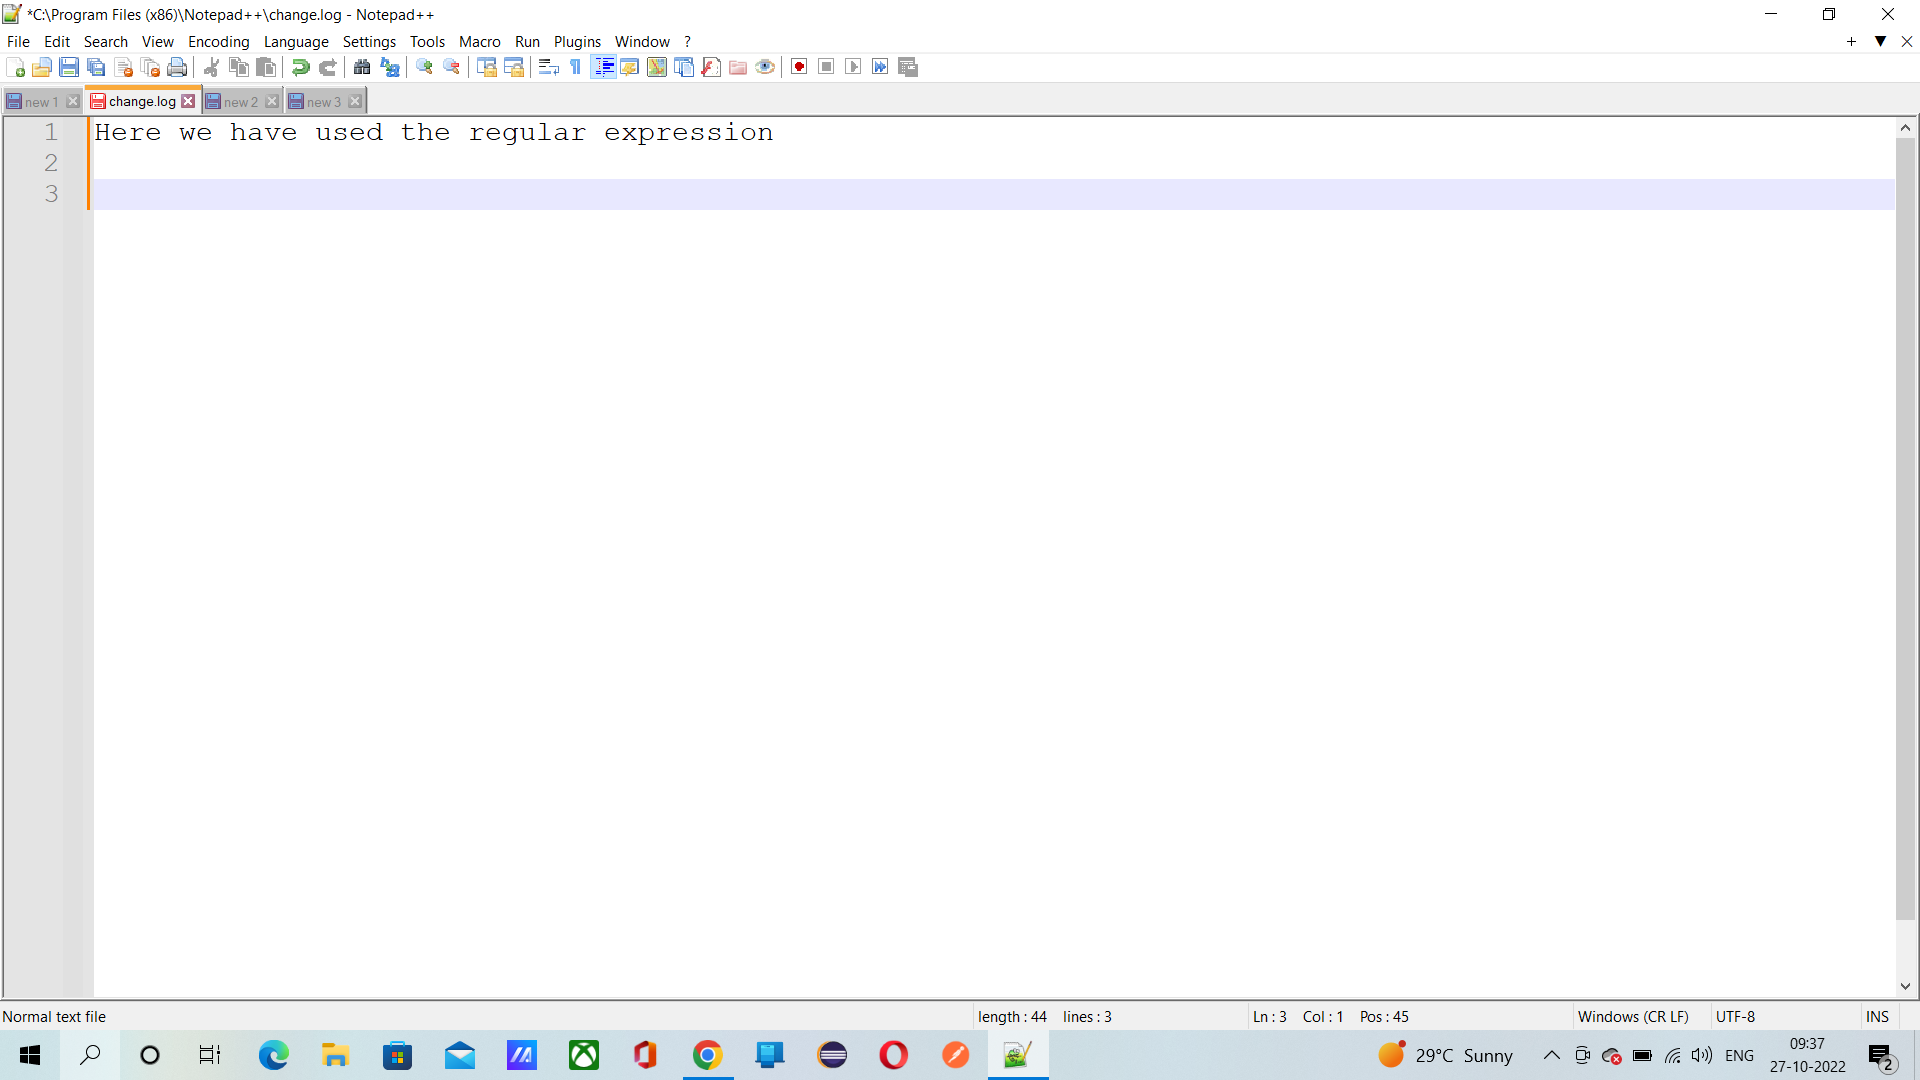 *C:\Program Files (x86)\Notepad++\change.log - Notepad++
File Edit Search View Encoding Language Settings Tools Macro Run Plugins Window ?
new 1 change.log new 2 new 3
1 Here we have used the regular expression
2
3
Normal text file length : 44 lines : 3 Ln : 3 Col : 1 Pos : 45 Windows (CR LF) UTF-8 INS
29°C Sunny ENG 09:37
27-10-2022 2